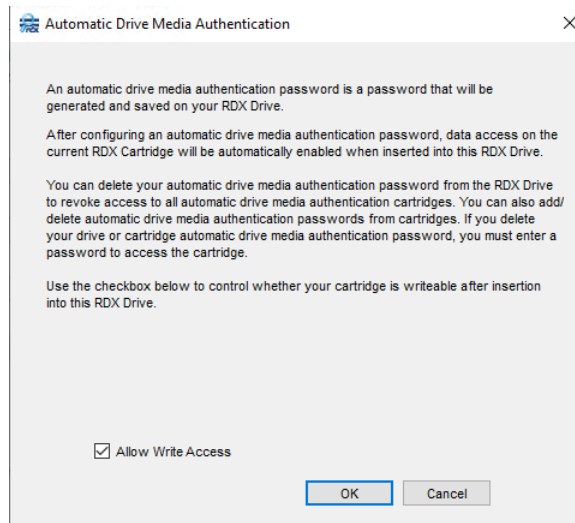 Automatic Drive Media Authentication
An automatic drive media authentication password is a password that will be
generated and saved on your RDX Drive.
After configuring an automatic drive media authentication password, data access on the
current RDX Cartridge will be automatically enabled when inserted into this RDX Drive.
You can delete your automatic drive media authentication password from the RDX Drive
to revoke access to all automatic drive media authentication cartridges. You can also add/
delete automatic drive media authentication passwords from cartridges. If you delete
your drive or cartridge automatic drive media authentication password, you must enter a
password to access the cartridge.
Use the checkbox below to control whether your cartridge is writeable after insertion
into this RDX Drive.
Allow Write Access
OK Cancel